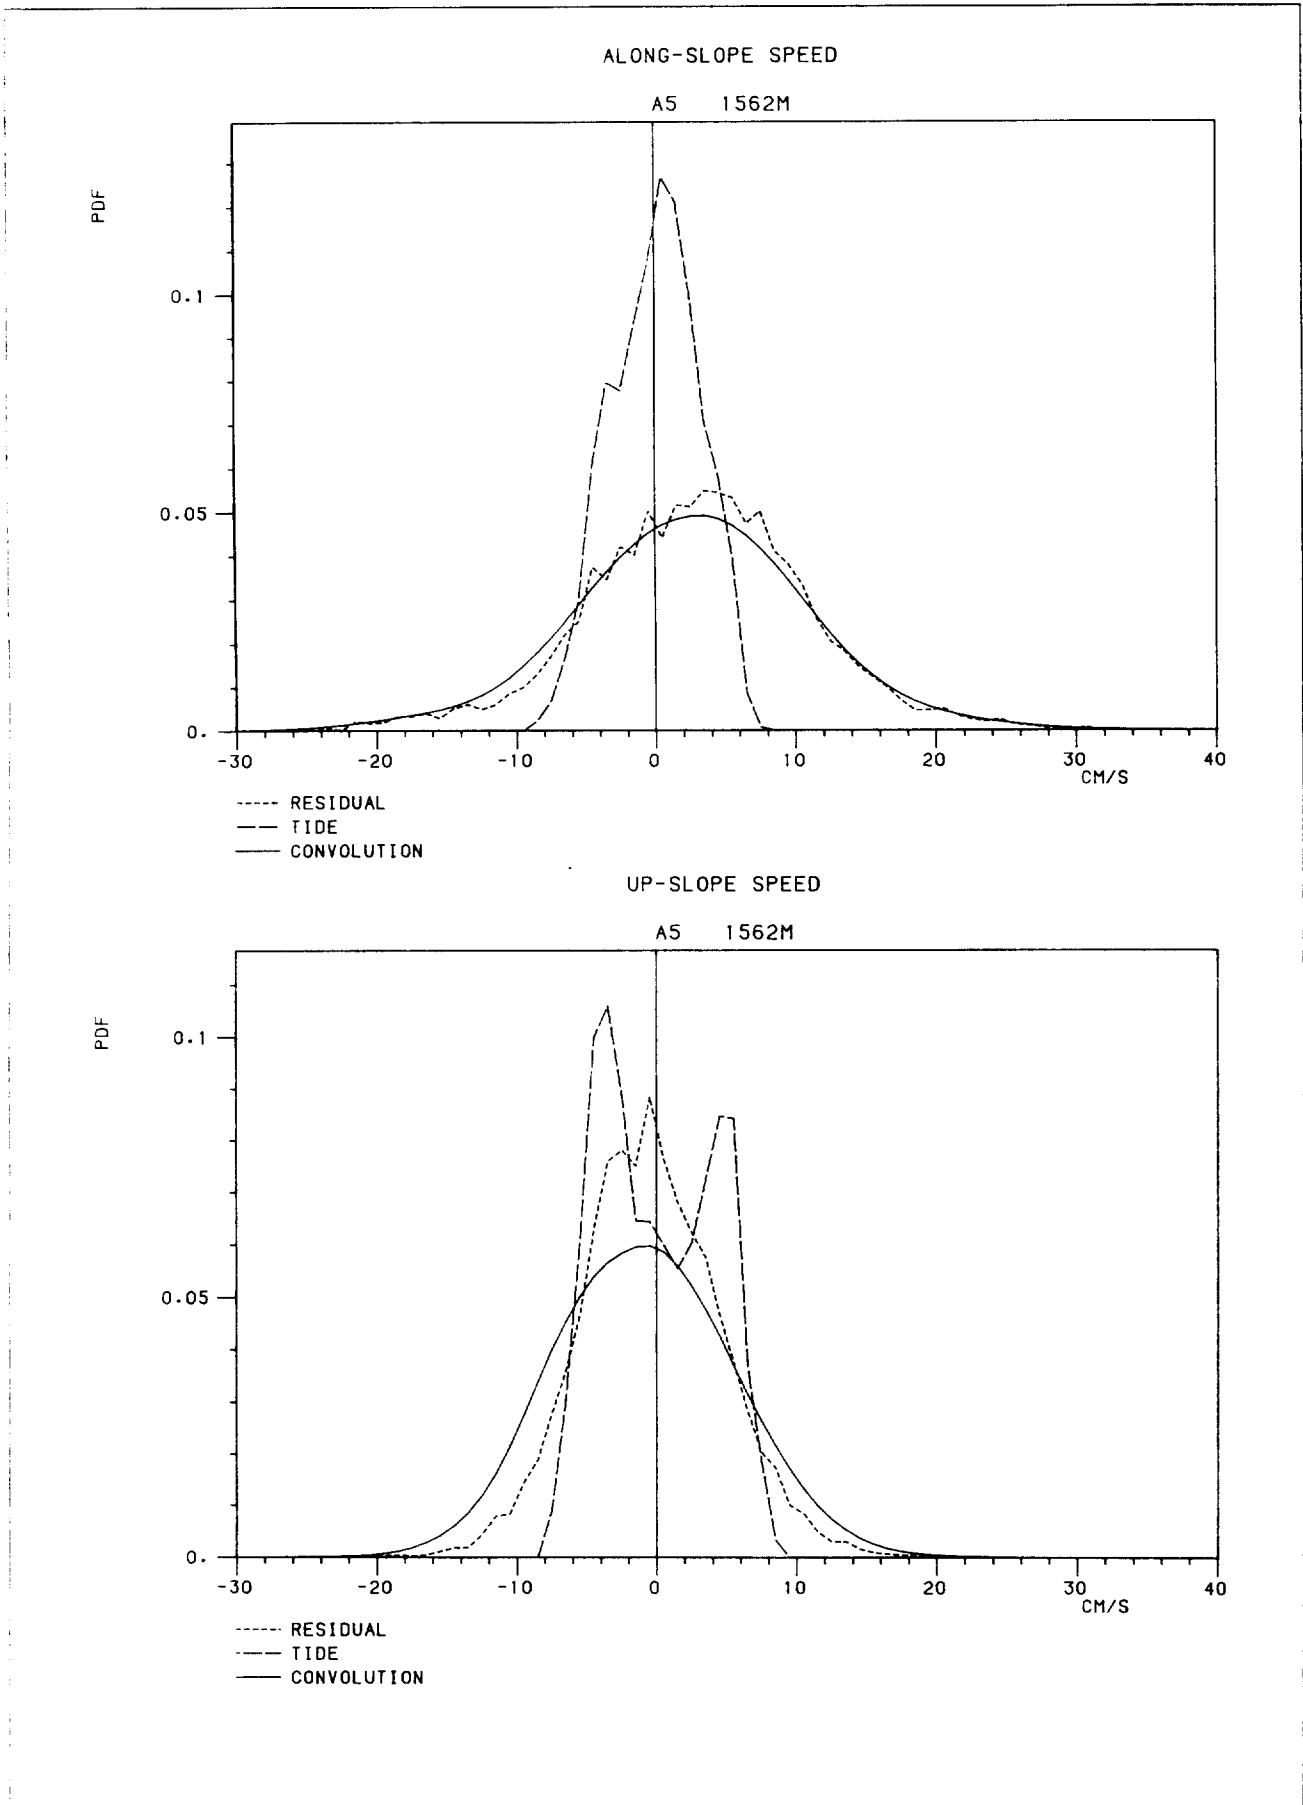 ALONG-SLOPE SPEED
A5 1562M
PDF
0.1
0.05
0.
-30 -20 -10 0 10 20 30 40
CM/S
RESIDUAL
TIDE
CONVOLUTION
UP-SLOPE SPEED
A5 1562M
PDF
0.1
0.05
0.
-30 -20 -10 0 10 20 30 40
CM/S
RESIDUAL
TIDE
CONVOLUTION